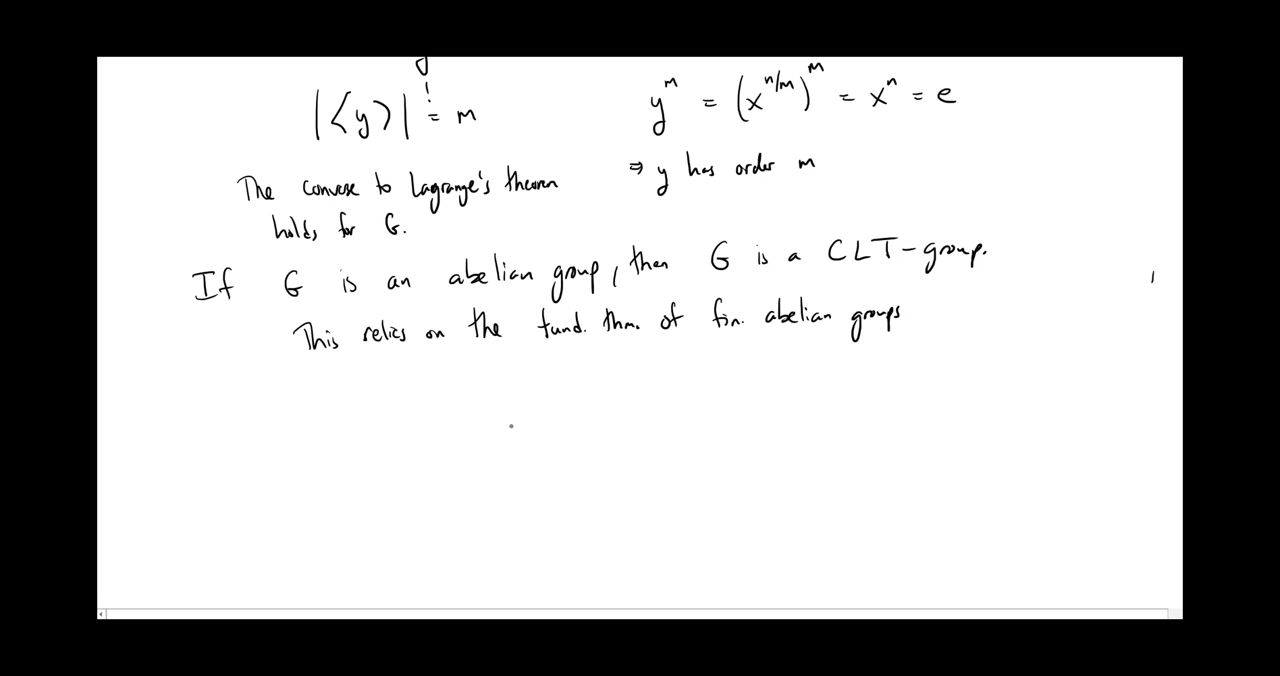 |⟨y⟩| != m
y^m = (x^{n/m})^m = x^n = e
The converse to Lagrange's theorem
holds for G.
⇒ y has order m
If G is an abelian group, then G is a CLT-group.
This relies on the fund. thm. of fin. abelian groups